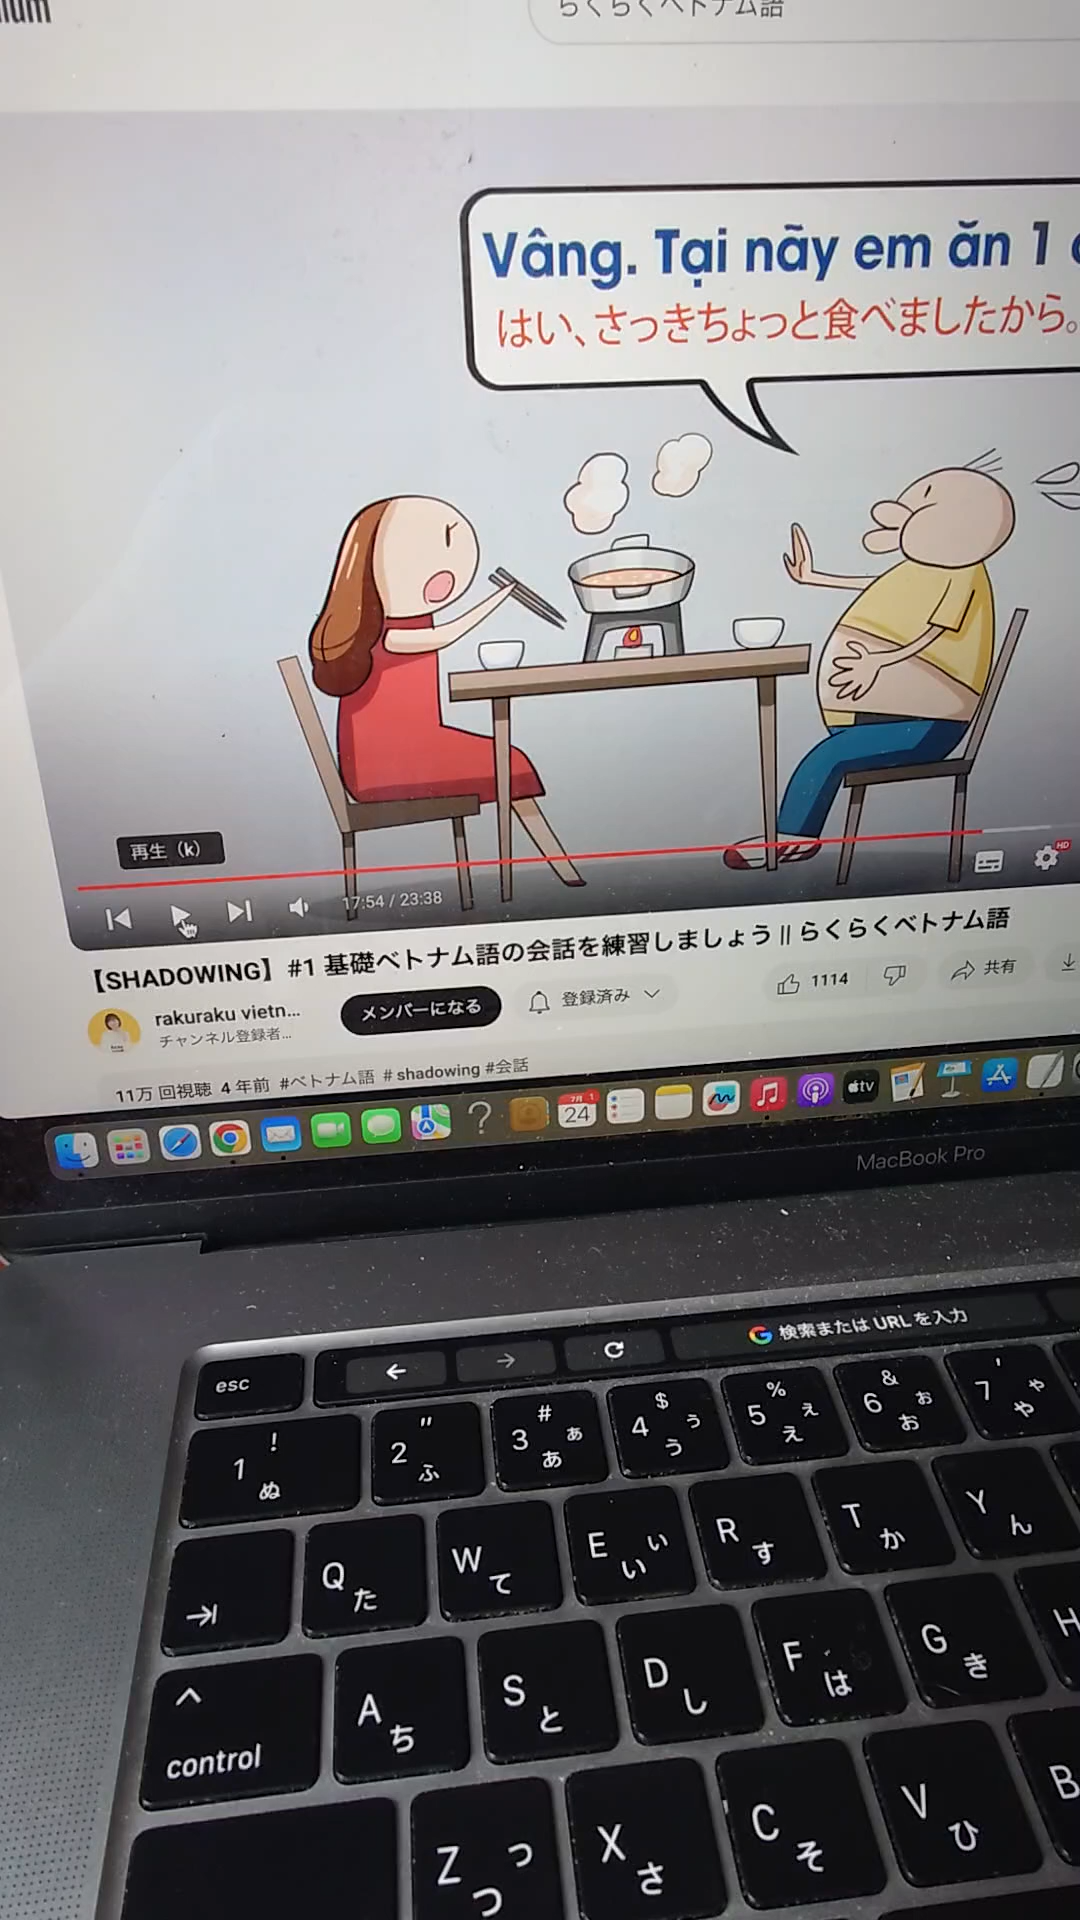 らくらくベトナム語
Vâng. Tại nãy em ăn 1
はい、さっきちょっと食べましたから。
再生 (k)
17:54 / 23:38
HD
【SHADOWING】#1 基礎ベトナム語の会話を練習しましょう || らくらくベトナム語
rakuraku vietn...
チャンネル登録者...
メンバーになる
登録済み
1114
共有
11万 回視聴 4 年前 #ベトナム語 #shadowing #会話
7月 1
24
tv
MacBook Pro
esc
検索または URL を入力
! 1 ぬ
" 2 ふ
# 3 ぁ あ
$ 4 ぅ う
% 5 ぇ え
& 6 ぉ お
' 7 ゃ や
Q た
W て
E ぃ い
R す
T か
Y ん
control
A ち
S と
D し
F は
G き
H
Z っ つ
X さ
C そ
V ひ
B